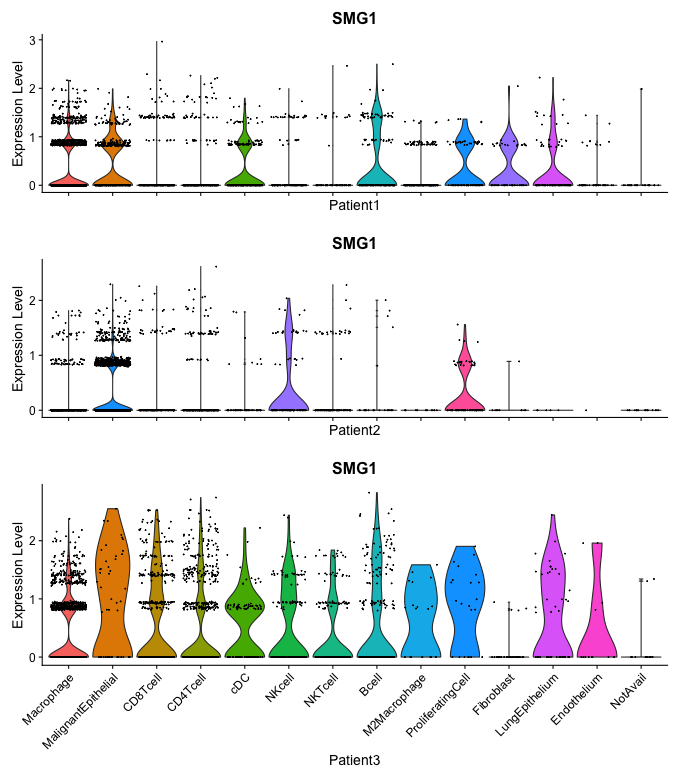 SMG1
Expression Level
3
2
1
0
Patient1
SMG1
Expression Level
2
1
0
Patient2
SMG1
Expression Level
2
1
0
Macrophage
MalignantEpithelial
CD8Tcell
CD4Tcell
cDC
NKcell
NKTcell
Bcell
M2Macrophage
ProliferatingCell
Fibroblast
LungEpithelium
Endothelium
NotAvail
Patient3